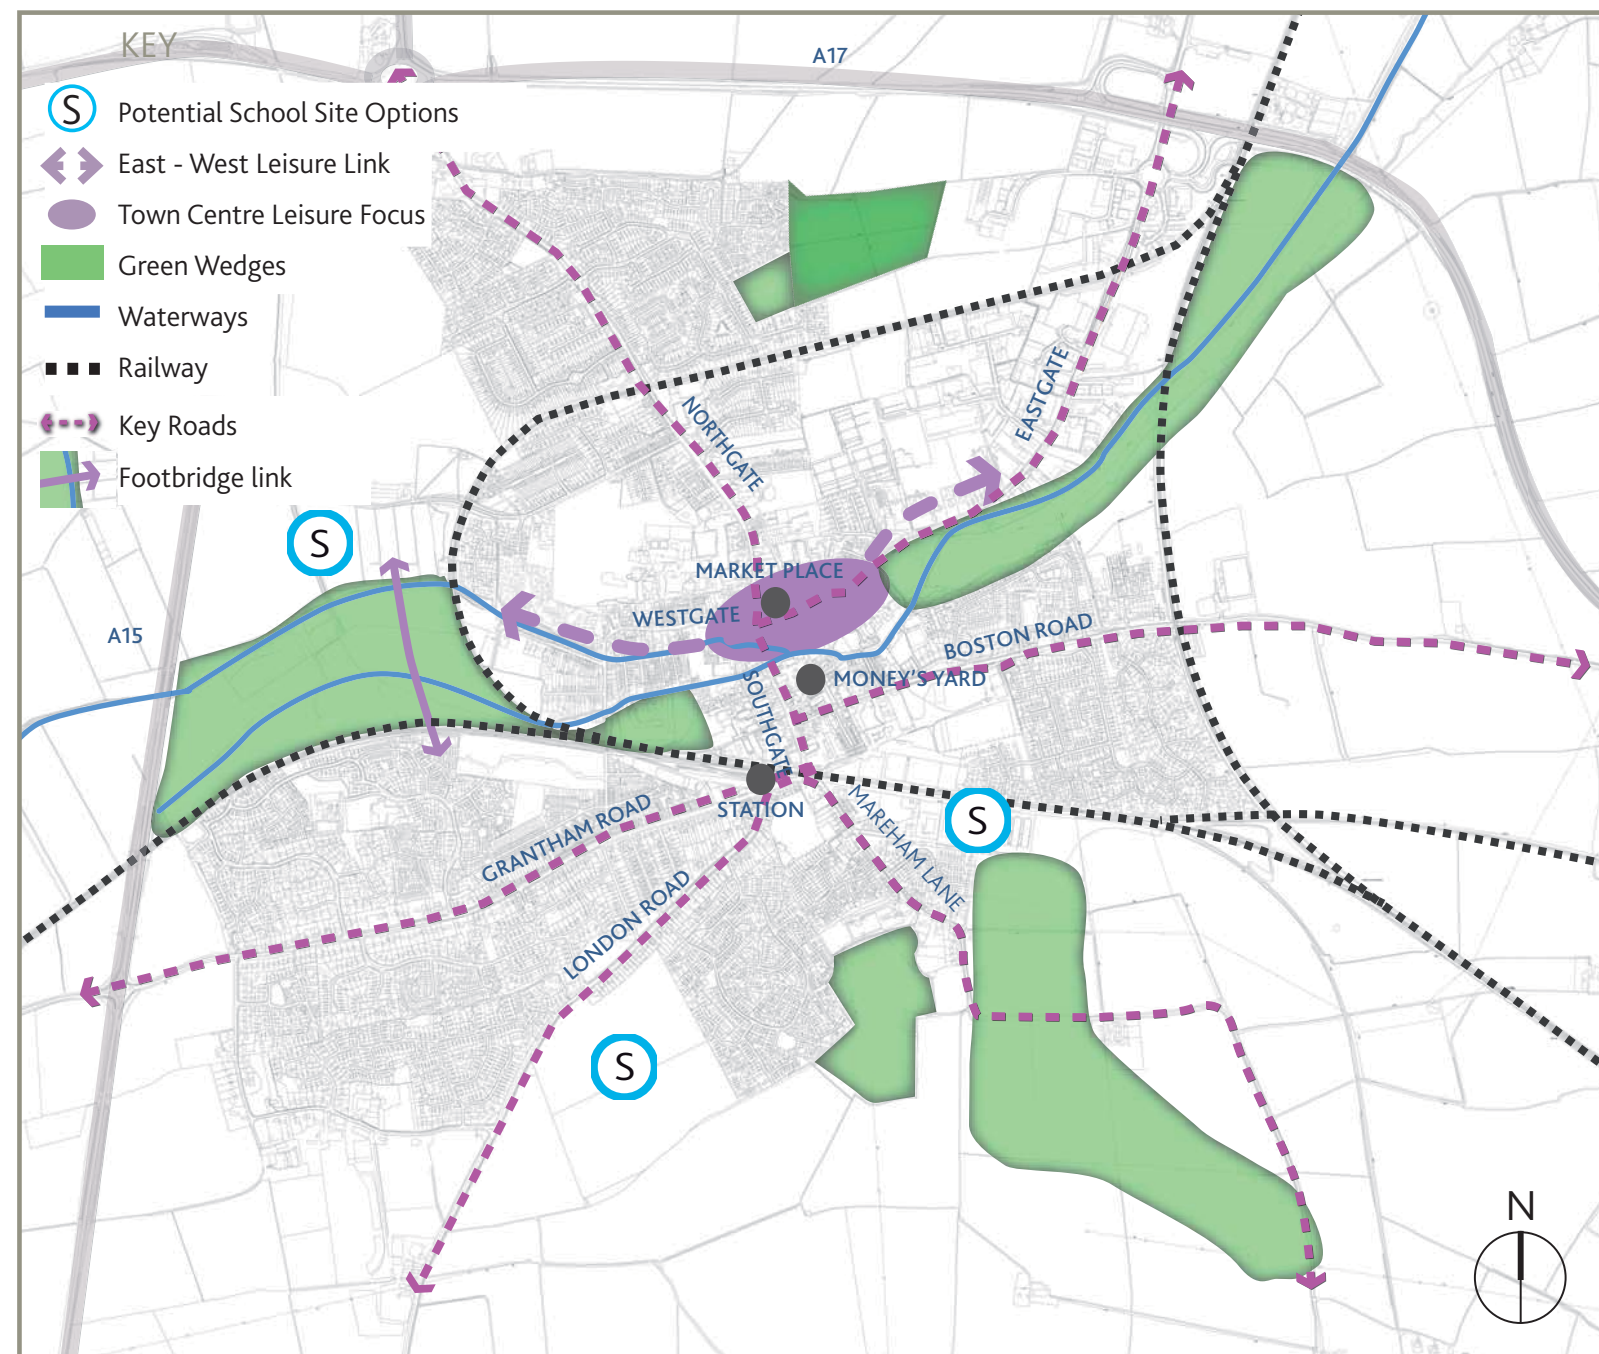 KEY
S Potential School Site Options
East - West Leisure Link
Town Centre Leisure Focus
Green Wedges
Waterways
Railway
Key Roads
Footbridge link
A17
NORTHGATE
EASTGATE
S
MARKET PLACE
WESTGATE
A15
BOSTON ROAD
MONEY'S YARD
SOUTHGATE
STATION
GRANTHAM ROAD
MAREHAM LANE
S
LONDON ROAD
S
N